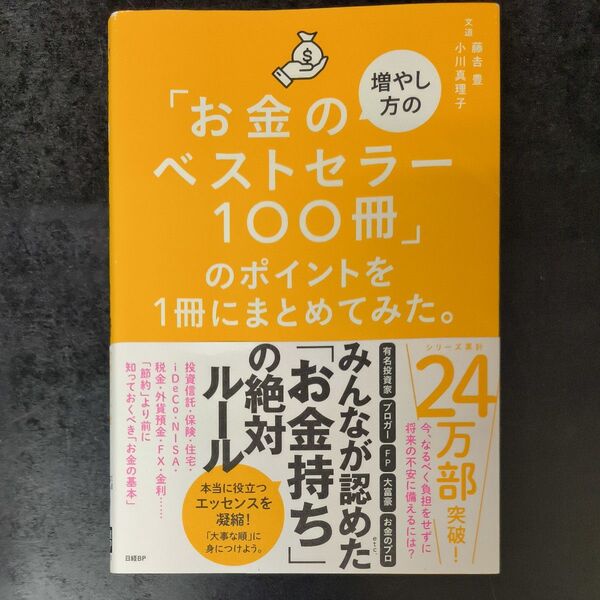 文道
藤𠮷 豊
小川真理子
増やし
方の
「お金の
ベストセラー
100冊」
のポイントを
1冊にまとめてみた。
シリーズ累計
24万部突破!
今、なるべく負担をせずに
将来の不安に備えるには?
有名投資家
ブロガー
FP
大富豪
お金のプロ
etc.
みんなが認めた
「お金持ち」
の絶対
ルール
本当に役立つ
エッセンスを
凝縮!
「大事な順」に
身につけよう。
投資信託・保険・住宅・
iDeCo・NISA・
税金・外貨預金・FX・金利……
「節約」より前に
知っておくべき「お金の基本」
日経BP